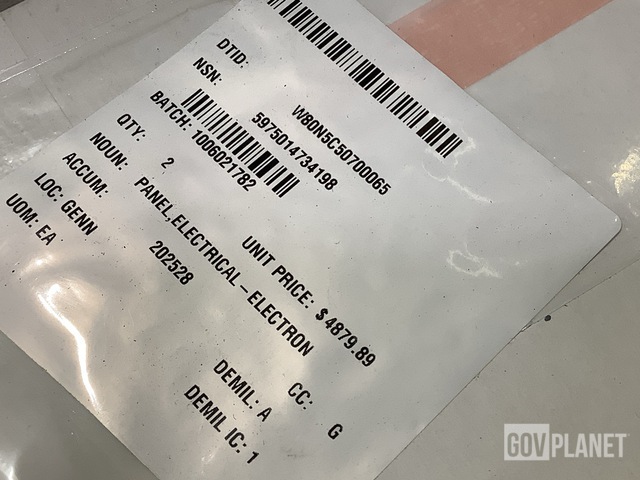 DTID: W80N5C50700065
NSN: 5975014734198
BATCH: 1006021782
QTY: 2 UNIT PRICE: $4879.89
NOUN: PANEL,ELECTRICAL-ELECTRON
ACCUM: 202528 CC: G
LOC: GENN DEMIL: A
UOM: EA DEMIL IC: 1
GOVPLANET